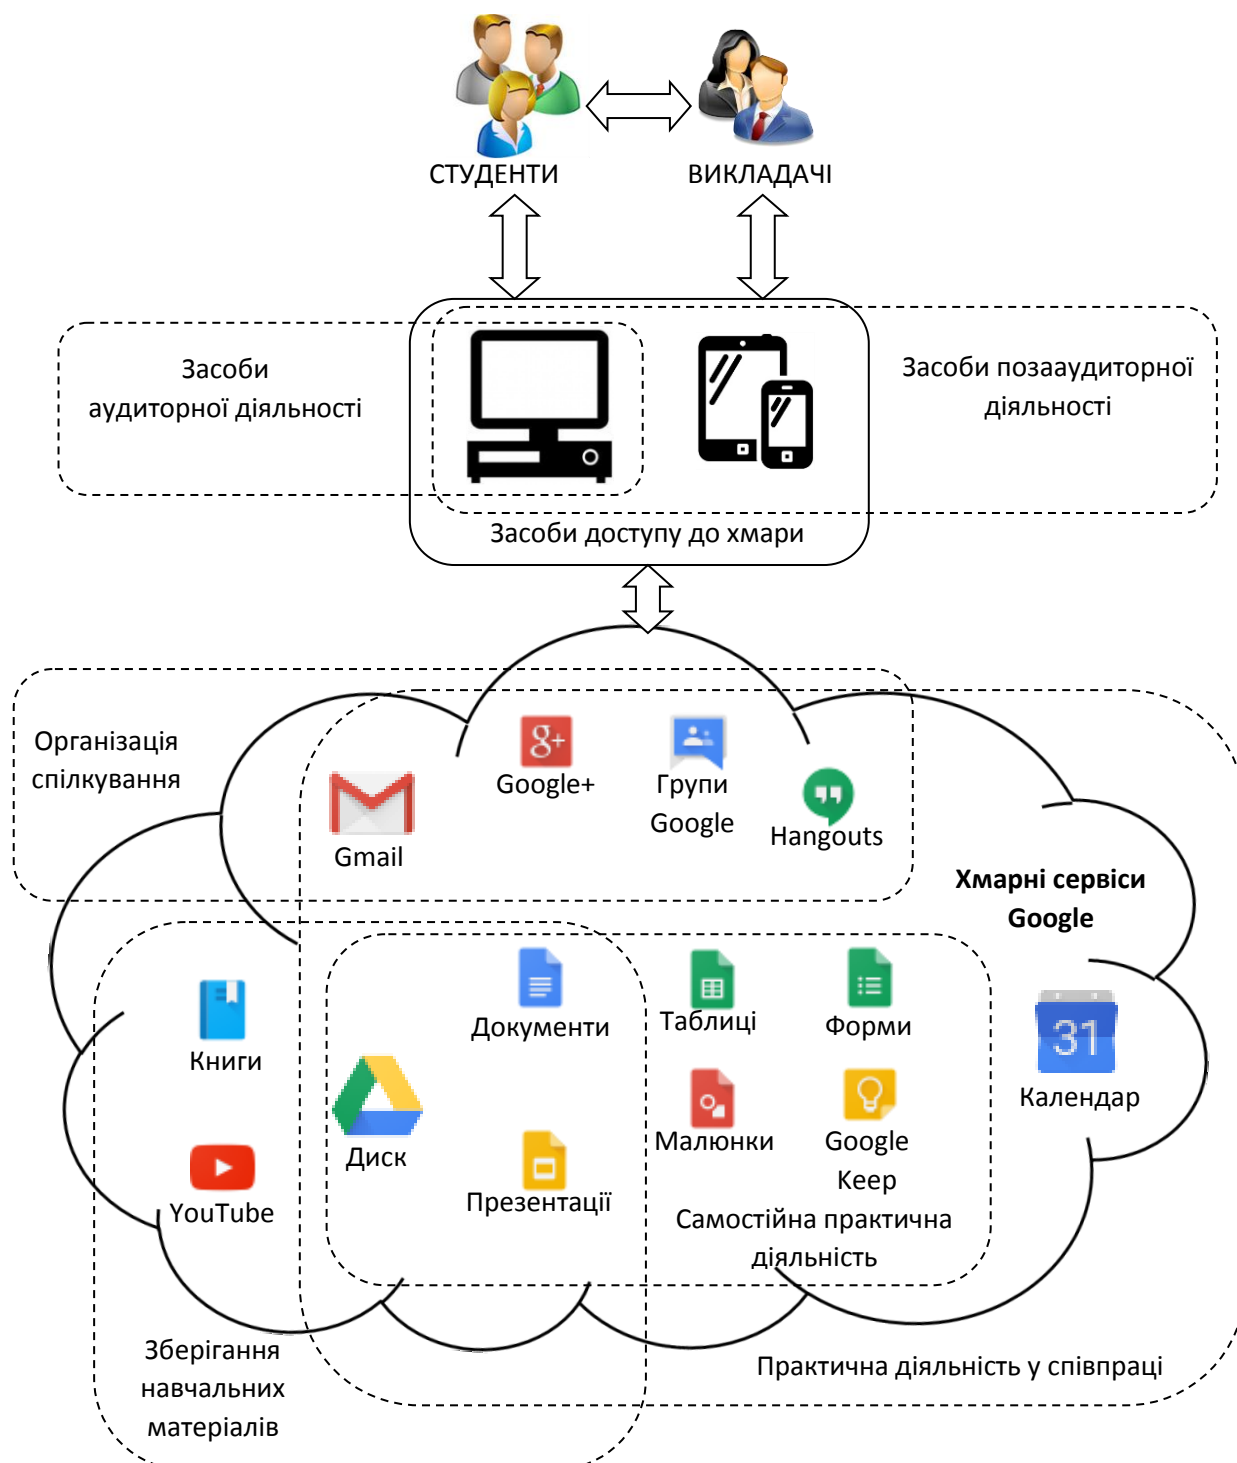 СТУДЕНТИ
ВИКЛАДАЧІ
Засоби
аудиторної діяльності
Засоби позааудиторної
діяльності
Засоби доступу до хмари
Організація
спілкування
g+
Google+
Групи
Google
Gmail
Hangouts
Хмарні сервіси
Google
Книги
Документи
Таблиці
Форми
31
Календар
Диск
Малюнки
Google
Keep
YouTube
Презентації
Самостійна практична
діяльність
Зберігання
навчальних
матеріалів
Практична діяльність у співпраці